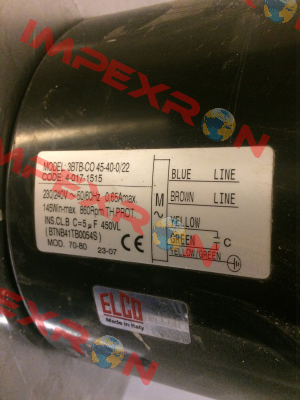 IMPEXRON
MODEL:3BTB-CO 45-40-0/22
CODE: 4-017-1515
230/240V ~ 50/60Hz 0.65Amax
145Win-max 860Rpm TH.PROT.
INS.CL.B C=5µF 450VL
(BTNB41TB0054S)
MOD. 70-80 23-07
CE
M
~
BLUE LINE
BROWN LINE
YELLOW
GREEN C
YELLOW/GREEN
ELCO
Made in Italy